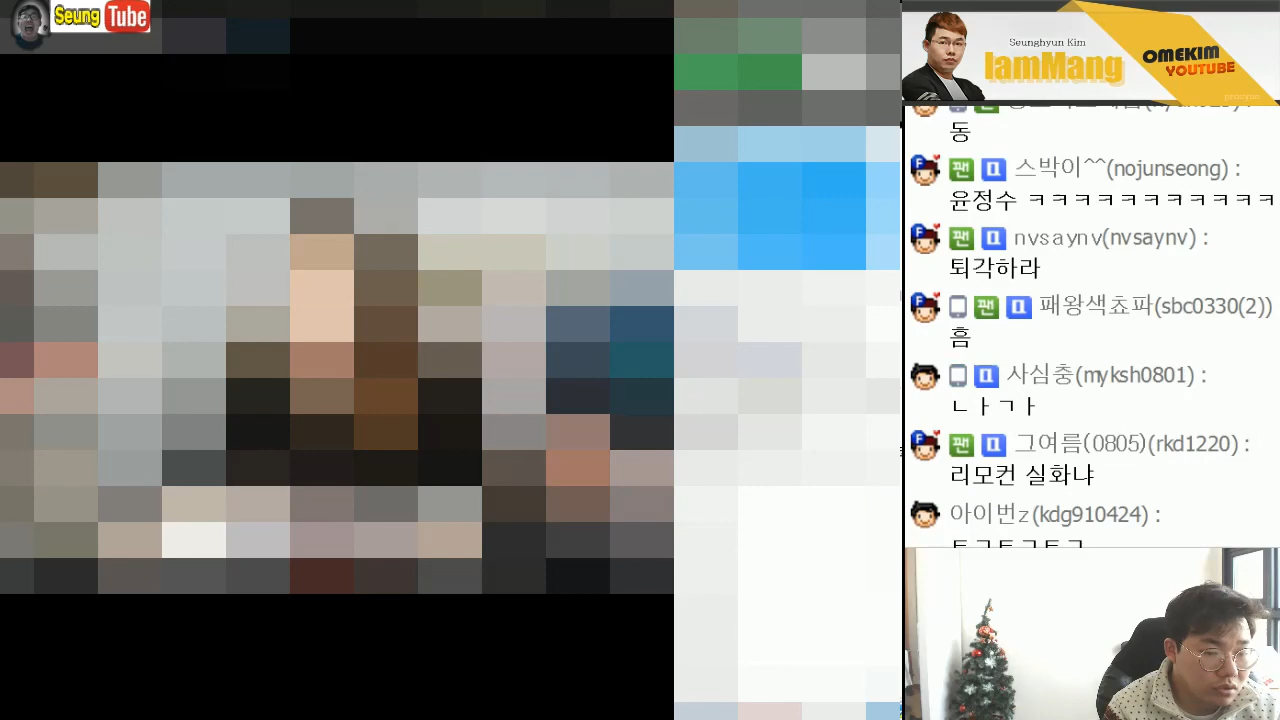 Seung Tube
Seunghyun Kim
IamMang
OMEKIM
YOUTUBE
동
팬 스박이^^(nojunseong) :
윤정수 ㅋㅋㅋㅋㅋㅋㅋㅋㅋㅋㅋ
팬 nvsaynv(nvsaynv) :
퇴각하라
팬 패왕색쵸파(sbc0330(2))
흠
사심충(myksh0801) :
ㄴㅏㄱㅏ
팬 그여름(0805)(rkd1220) :
리모컨 실화냐
아이번z(kdg910424) :